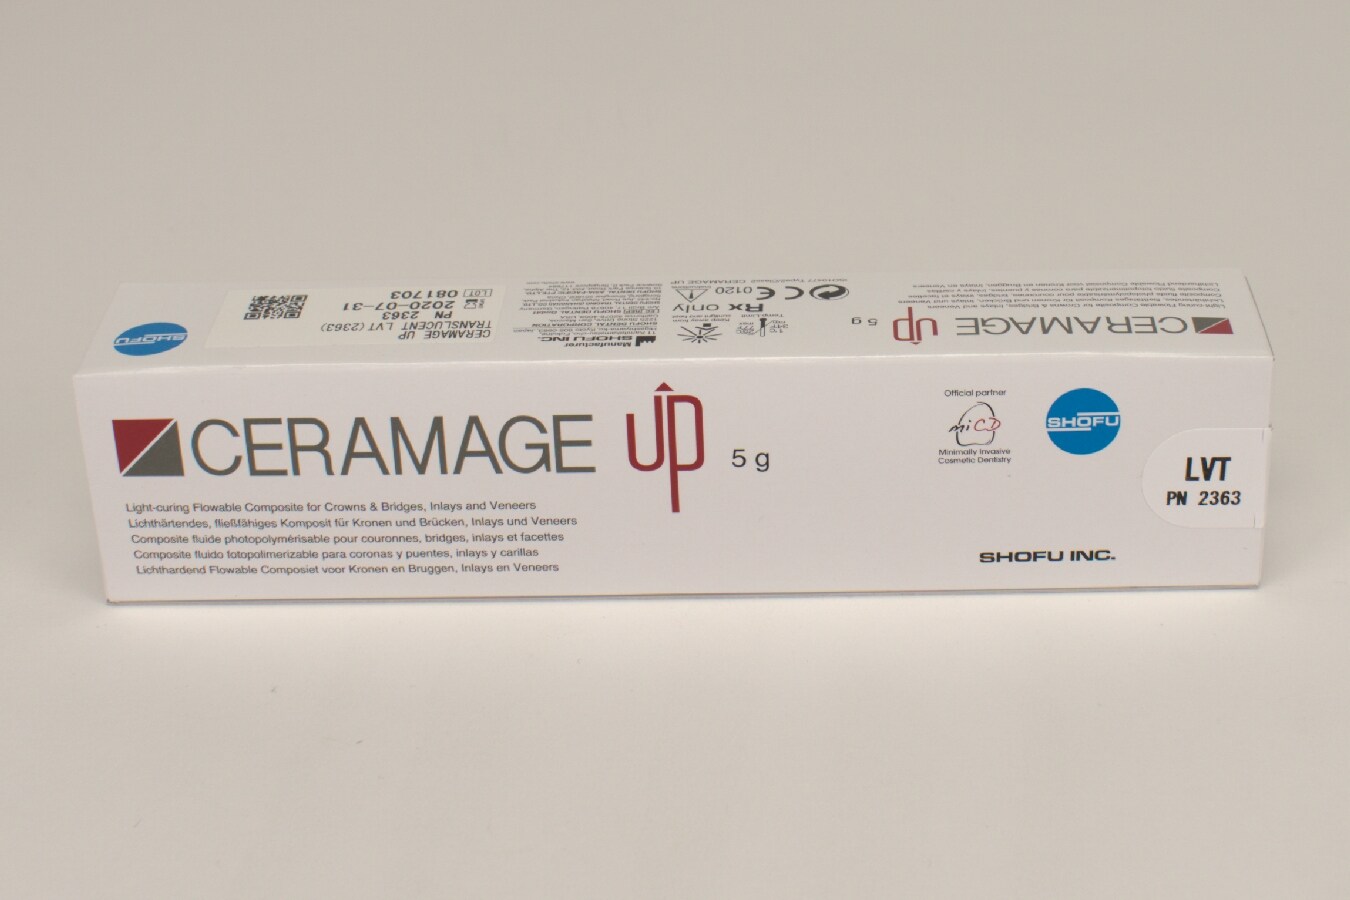 CERAMAGE UP 5 g
Light-curing Flowable Composite for Crowns & Bridges, Inlays and Veneers
Lichthärtendes, fließfähiges Komposit für Kronen und Brücken, Inlays und Veneers
Composite fluide photopolymérisable pour couronnes, bridges, inlays et facettes
Composite fluido fotopolimerizable para coronas y puentes, inlays y carillas
Lichthardend Flowable Composiet voor Kronen en Bruggen, Inlays en Veneers
Official partner
miCD
Minimally Invasive
Cosmetic Dentistry
SHOFU
LVT
PN 2363
SHOFU INC.
CERAMAGE UP 5 g
Rx only
0120
Manufacturer
SHOFU INC.
CERAMAGE UP
TRANSLUCENT LVT (2363)
PN 2363
2020-07-31
LOT 081703
SHOFU